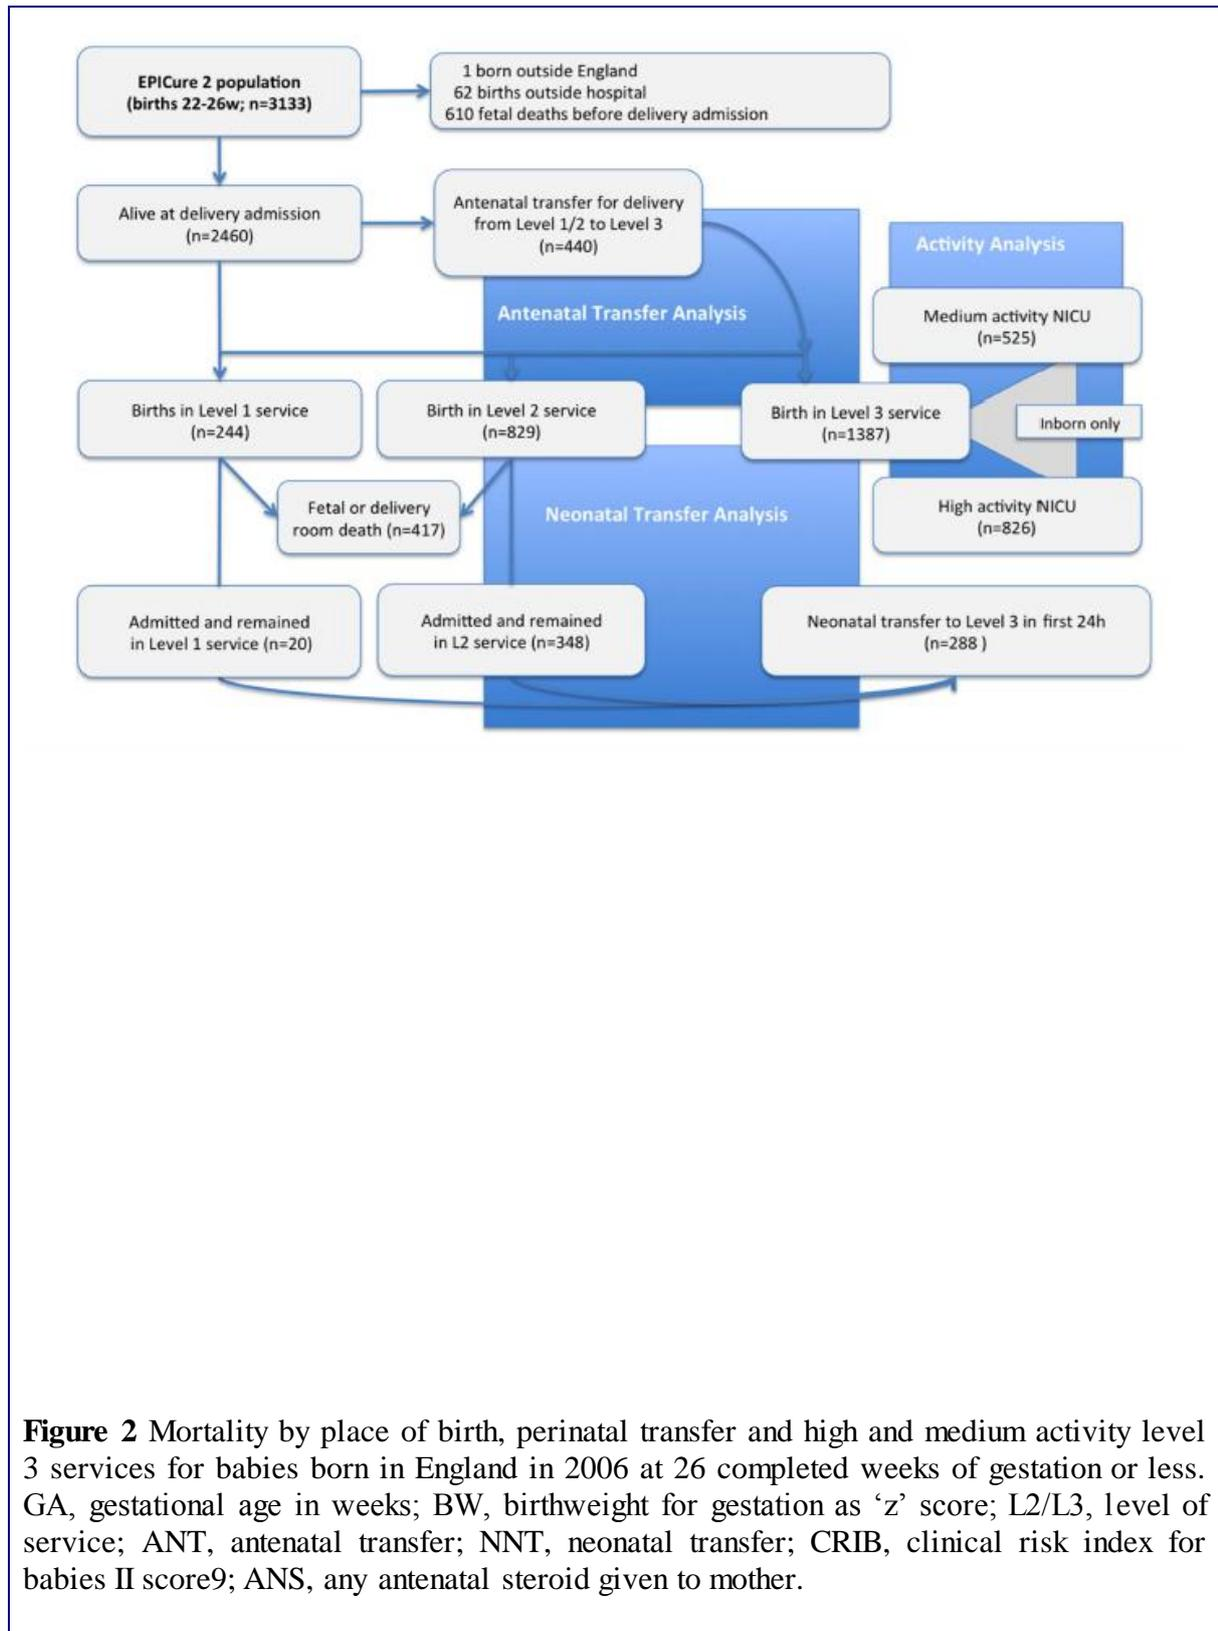 EPICure 2 population
(births 22-26w; n=3133)
1 born outside England
62 births outside hospital
610 fetal deaths before delivery admission
Alive at delivery admission
(n=2460)
Antenatal transfer for delivery
from Level 1/2 to Level 3
(n=440)
Activity Analysis
Antenatal Transfer Analysis
Medium activity NICU
(n=525)
Births in Level 1 service
(n=244)
Birth in Level 2 service
(n=829)
Birth in Level 3 service
(n=1387)
Inborn only
Fetal or delivery
room death (n=417)
Neonatal Transfer Analysis
High activity NICU
(n=826)
Admitted and remained
in Level 1 service (n=20)
Admitted and remained
in L2 service (n=348)
Neonatal transfer to Level 3 in first 24h
(n=288 )
Figure 2 Mortality by place of birth, perinatal transfer and high and medium activity level
3 services for babies born in England in 2006 at 26 completed weeks of gestation or less.
GA, gestational age in weeks; BW, birthweight for gestation as ‘z’ score; L2/L3, level of
service; ANT, antenatal transfer; NNT, neonatal transfer; CRIB, clinical risk index for
babies II score9; ANS, any antenatal steroid given to mother.